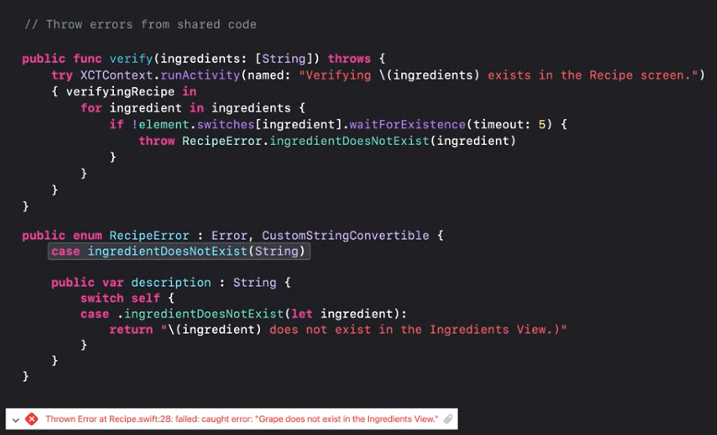 // Throw errors from shared code
public func verify(ingredients: [String]) throws {
try XCTContext.runActivity(named: "Verifying \(ingredients) exists in the Recipe screen.")
{ verifyingRecipe in
for ingredient in ingredients {
if !element.switches[ingredient].waitForExistence(timeout: 5) {
throw RecipeError.ingredientDoesNotExist(ingredient)
}
}
}
}
public enum RecipeError : Error, CustomStringConvertible {
case ingredientDoesNotExist(String)
public var description : String {
switch self {
case .ingredientDoesNotExist(let ingredient):
return "\(ingredient) does not exist in the Ingredients View.)"
}
}
}
Thrown Error at Recipe.swift:28: failed: caught error: "Grape does not exist in the Ingredients View."